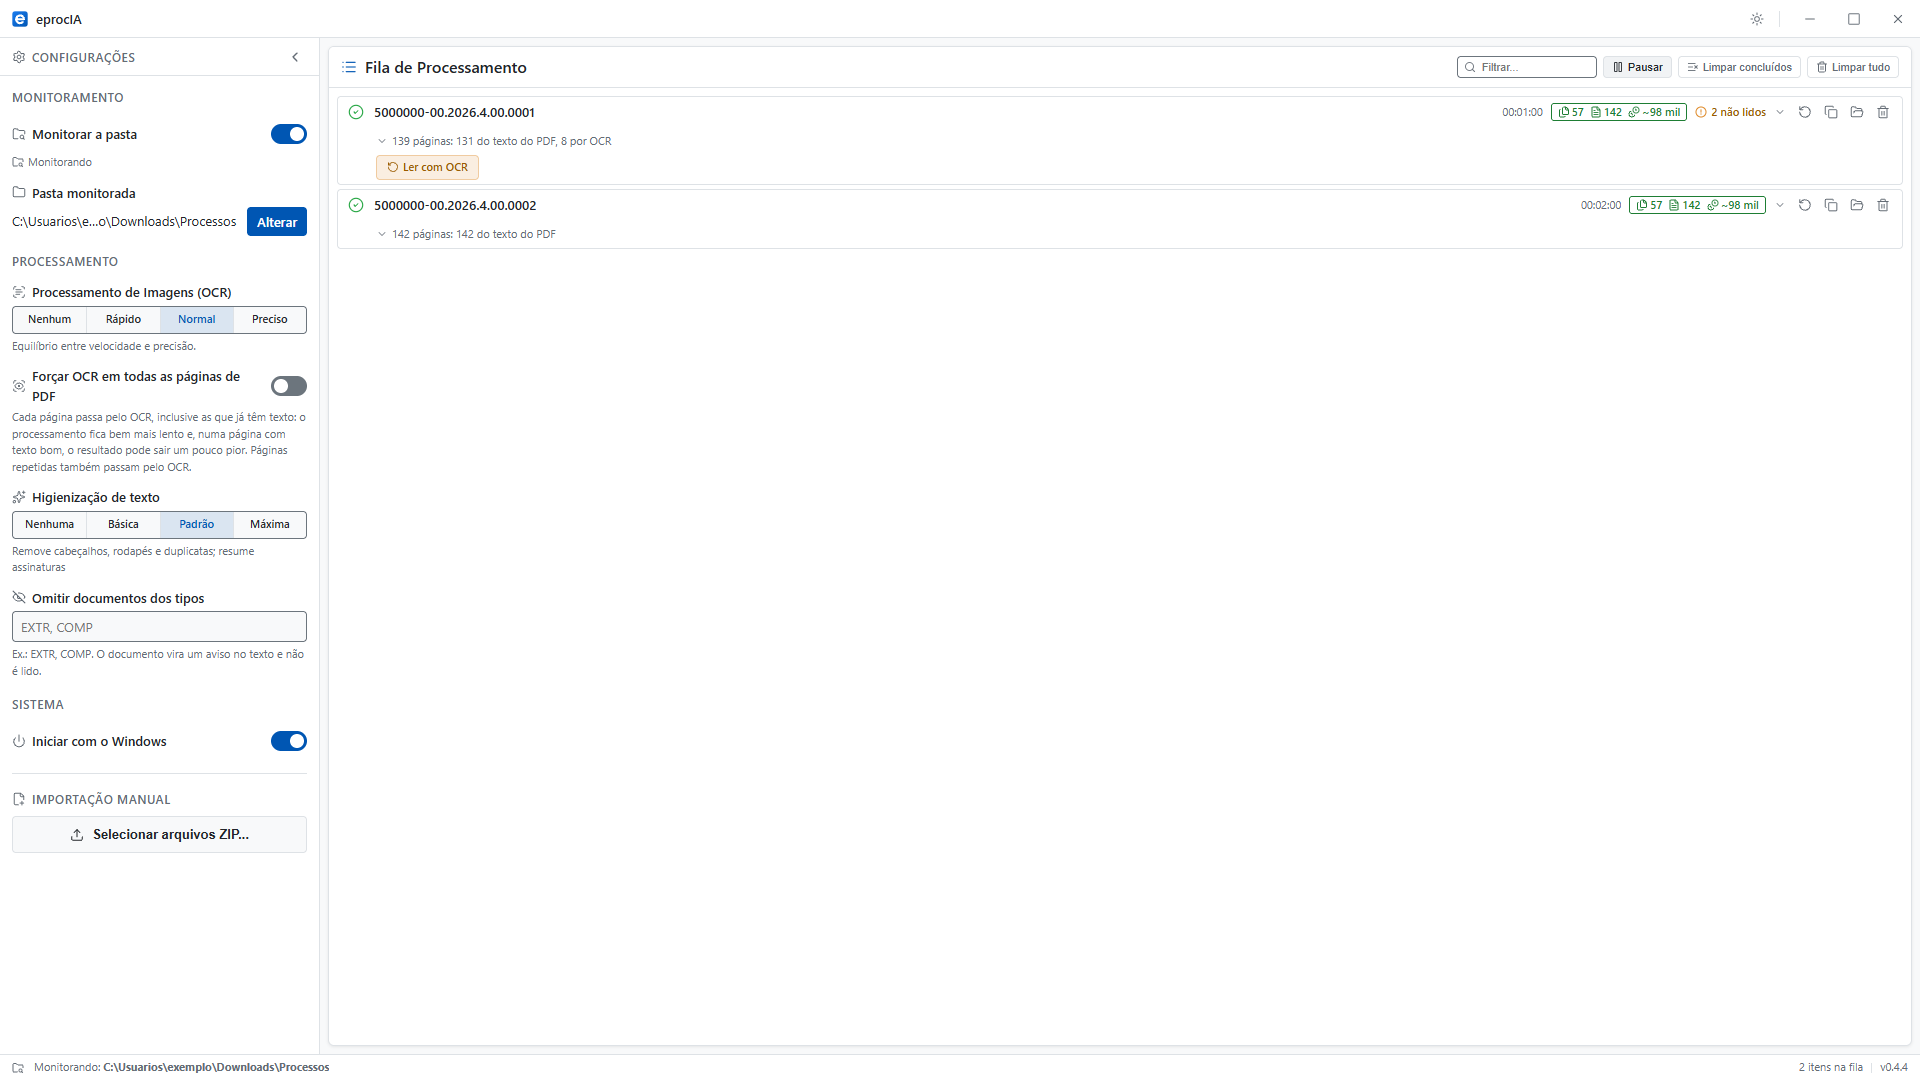 eprocIA
CONFIGURAÇÕES
MONITORAMENTO
Monitorar a pasta
Monitorando
Pasta monitorada
C:\Usuarios\e...o\Downloads\Processos
Alterar
PROCESSAMENTO
Processamento de Imagens (OCR)
Nenhum Rápido Normal Preciso
Equilíbrio entre velocidade e precisão.
Forçar OCR em todas as páginas de
PDF
Cada página passa pelo OCR, inclusive as que já têm texto: o
processamento fica bem mais lento e, numa página com
texto bom, o resultado pode sair um pouco pior. Páginas
repetidas também passam pelo OCR.
Higienização de texto
Nenhuma Básica Padrão Máxima
Remove cabeçalhos, rodapés e duplicatas; resume
assinaturas
Omitir documentos dos tipos
EXTR, COMP
Ex.: EXTR, COMP. O documento vira um aviso no texto e não
é lido.
SISTEMA
Iniciar com o Windows
IMPORTAÇÃO MANUAL
Selecionar arquivos ZIP...
Fila de Processamento
Filtrar...
Pausar
Limpar concluídos
Limpar tudo
5000000-00.2026.4.00.0001
00:01:00 57 142 ~98 mil 2 não lidos
139 páginas: 131 do texto do PDF, 8 por OCR
Ler com OCR
5000000-00.2026.4.00.0002
00:02:00 57 142 ~98 mil
142 páginas: 142 do texto do PDF
Monitorando: C:\Usuarios\exemplo\Downloads\Processos
2 itens na fila
v0.4.4